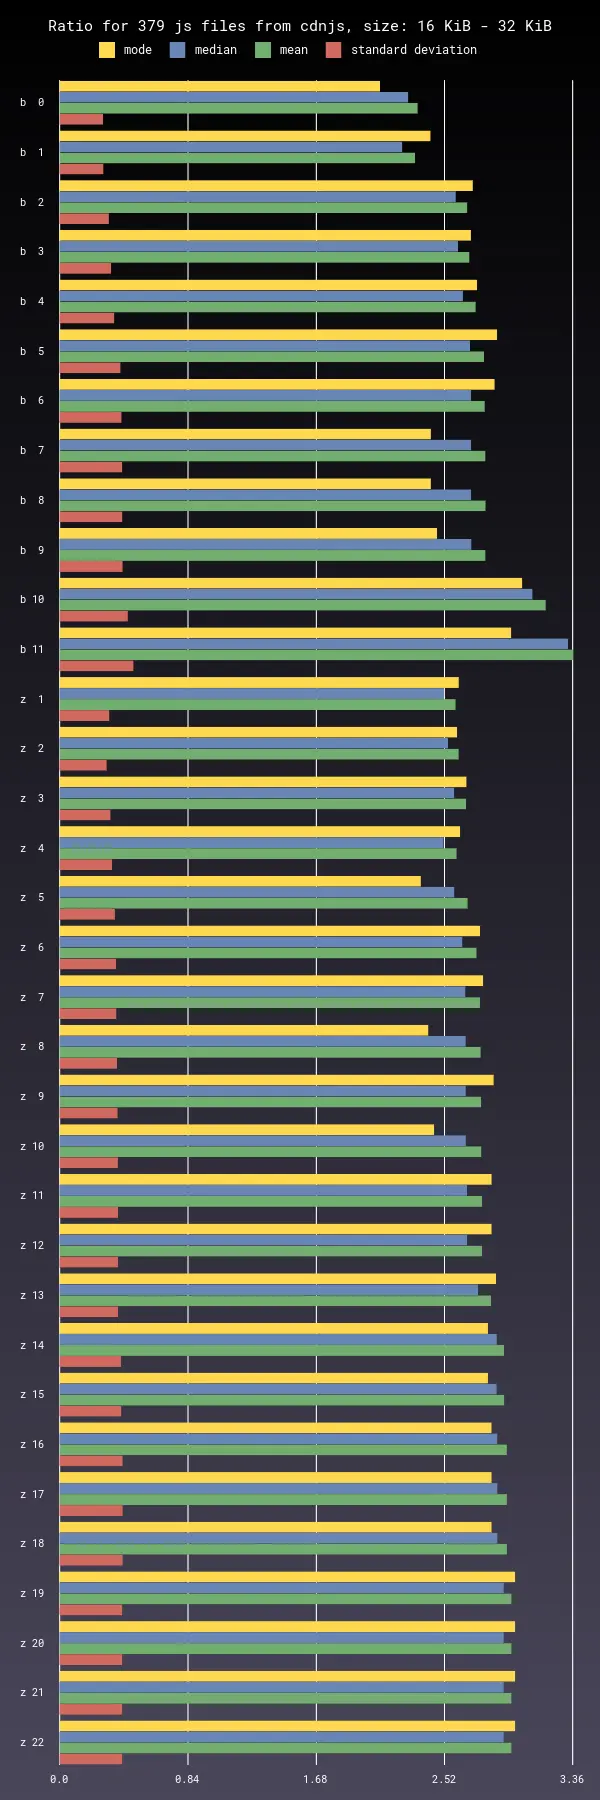 Ratio for 379 js files from cdnjs, size: 16 KiB - 32 KiB
mode median mean standard deviation
b 0
b 1
b 2
b 3
b 4
b 5
b 6
b 7
b 8
b 9
b 10
b 11
z 1
z 2
z 3
z 4
z 5
z 6
z 7
z 8
z 9
z 10
z 11
z 12
z 13
z 14
z 15
z 16
z 17
z 18
z 19
z 20
z 21
z 22
0.0 0.84 1.68 2.52 3.36